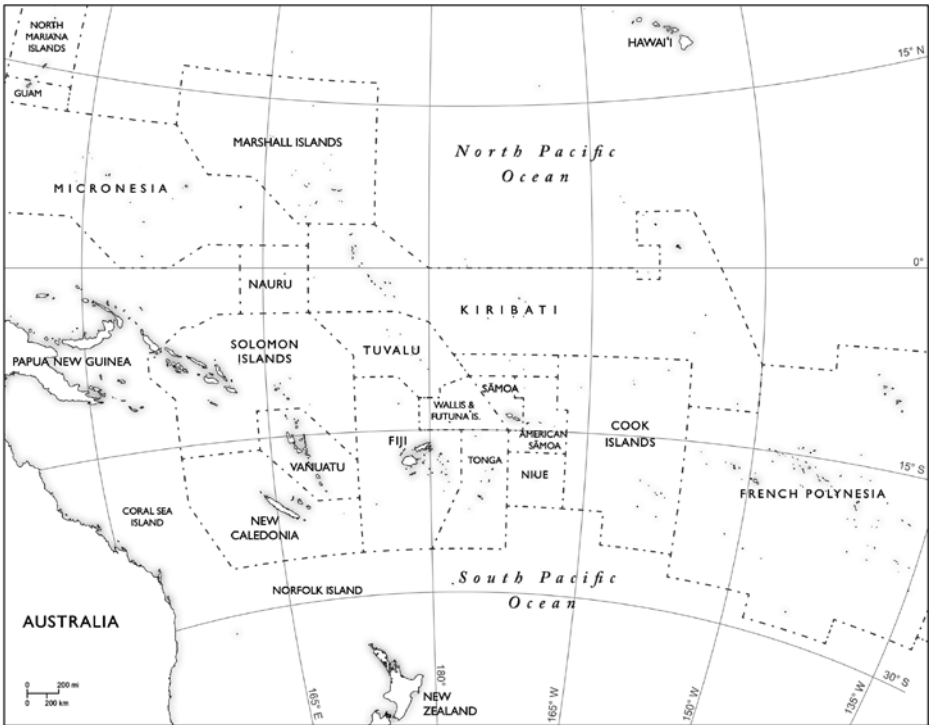 NORTH
MARIANA
ISLANDS
HAWAI'I
15° N
GUAM
MARSHALL ISLANDS
North Pacific
Ocean
MICRONESIA
0°
NAURU
KIRIBATI
SOLOMON
ISLANDS
TUVALU
PAPUA NEW GUINEA
SĀMOA
WALLIS &
FUTUNA IS.
COOK
ISLANDS
FIJI
AMERICAN
SĀMOA
15° S
VANUATU
TONGA
NIUE
FRENCH POLYNESIA
CORAL SEA
ISLAND
NEW
CALEDONIA
South Pacific
Ocean
NORFOLK ISLAND
AUSTRALIA
30° S
0 200 mi
0 200 km
165° E
180°
165° W
150° W
135° W
NEW
ZEALAND